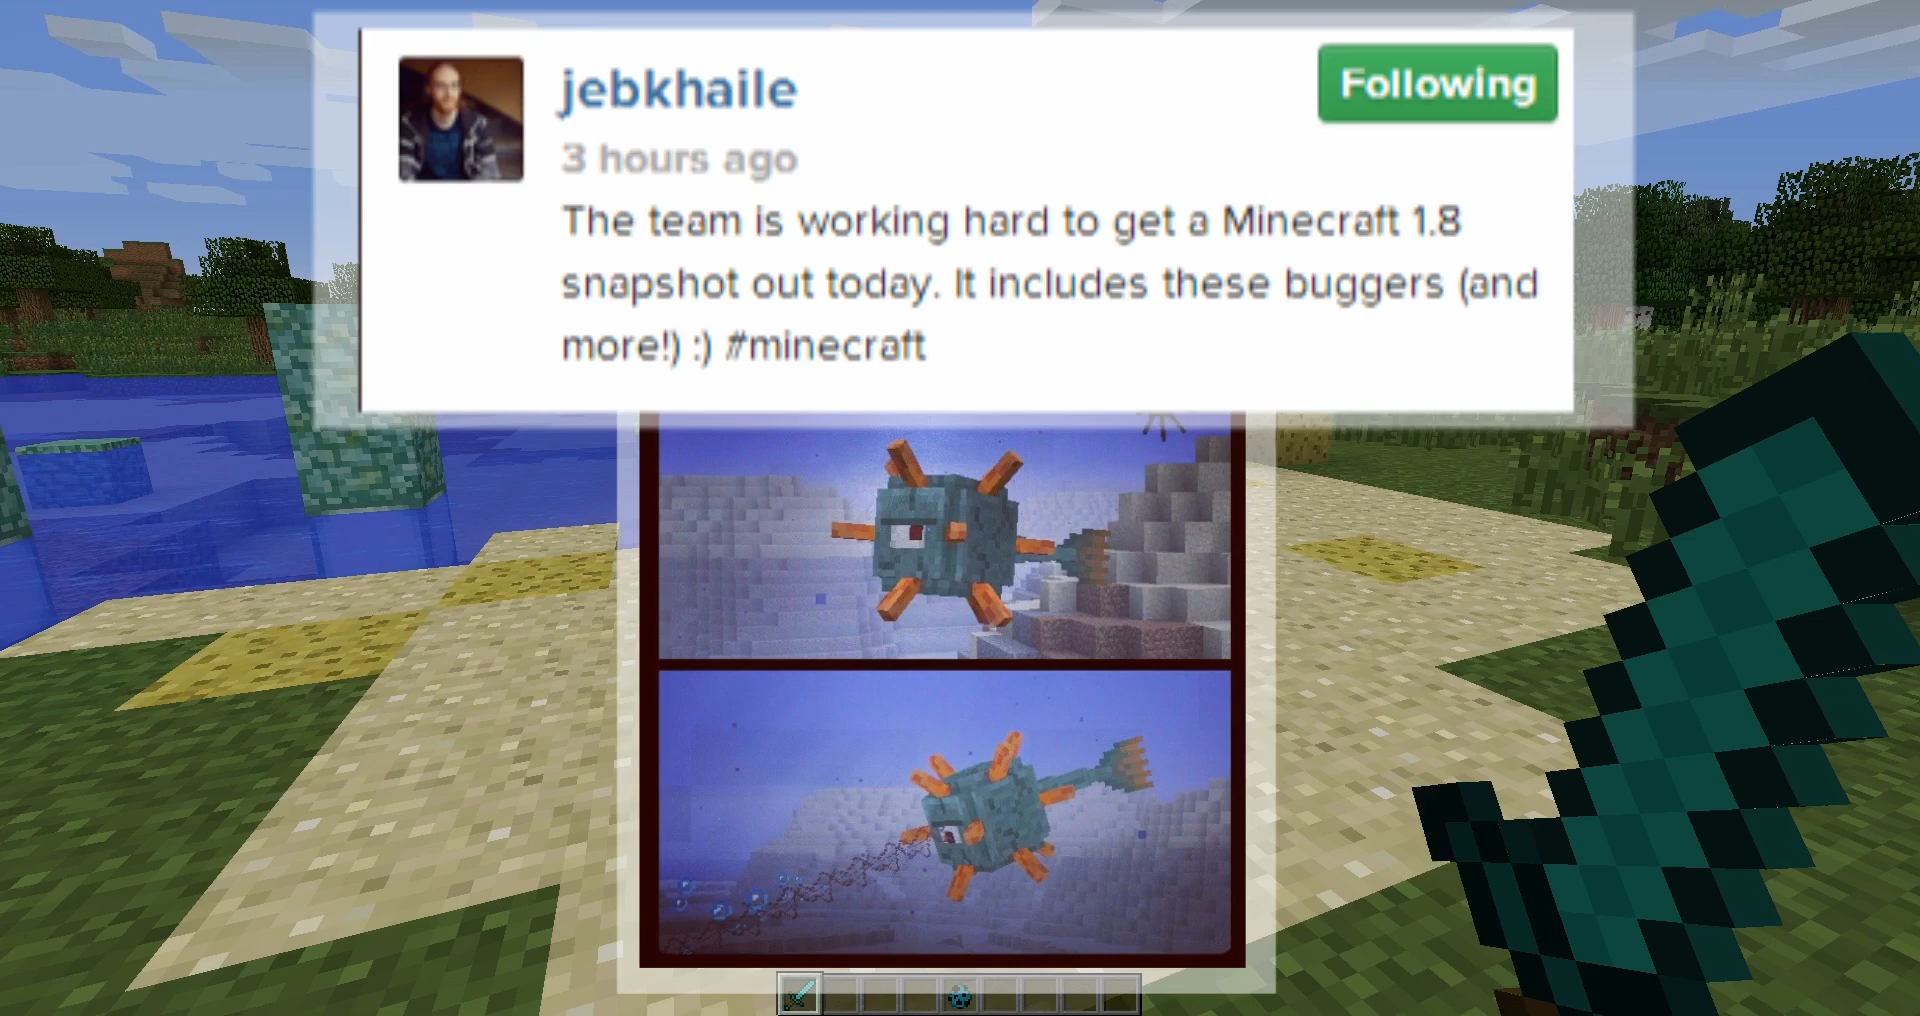 jebkhaile
Following
3 hours ago
The team is working hard to get a Minecraft 1.8
snapshot out today. It includes these buggers (and
more!) :) #minecraft